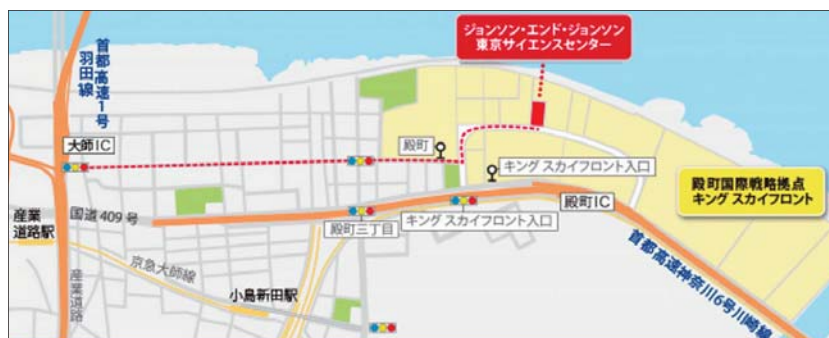 ジョンソン・エンド・ジョンソン
東京サイエンスセンター
首都高速1号
羽田線
大師IC
殿町
キング スカイフロント入口
殿町国際戦略拠点
キング スカイフロント
産業
道路駅
国道 409 号
殿町三丁目
キング スカイフロント入口
殿町IC
首都高速神奈川6号川崎線
京急大師線
小島新田駅
産業道路